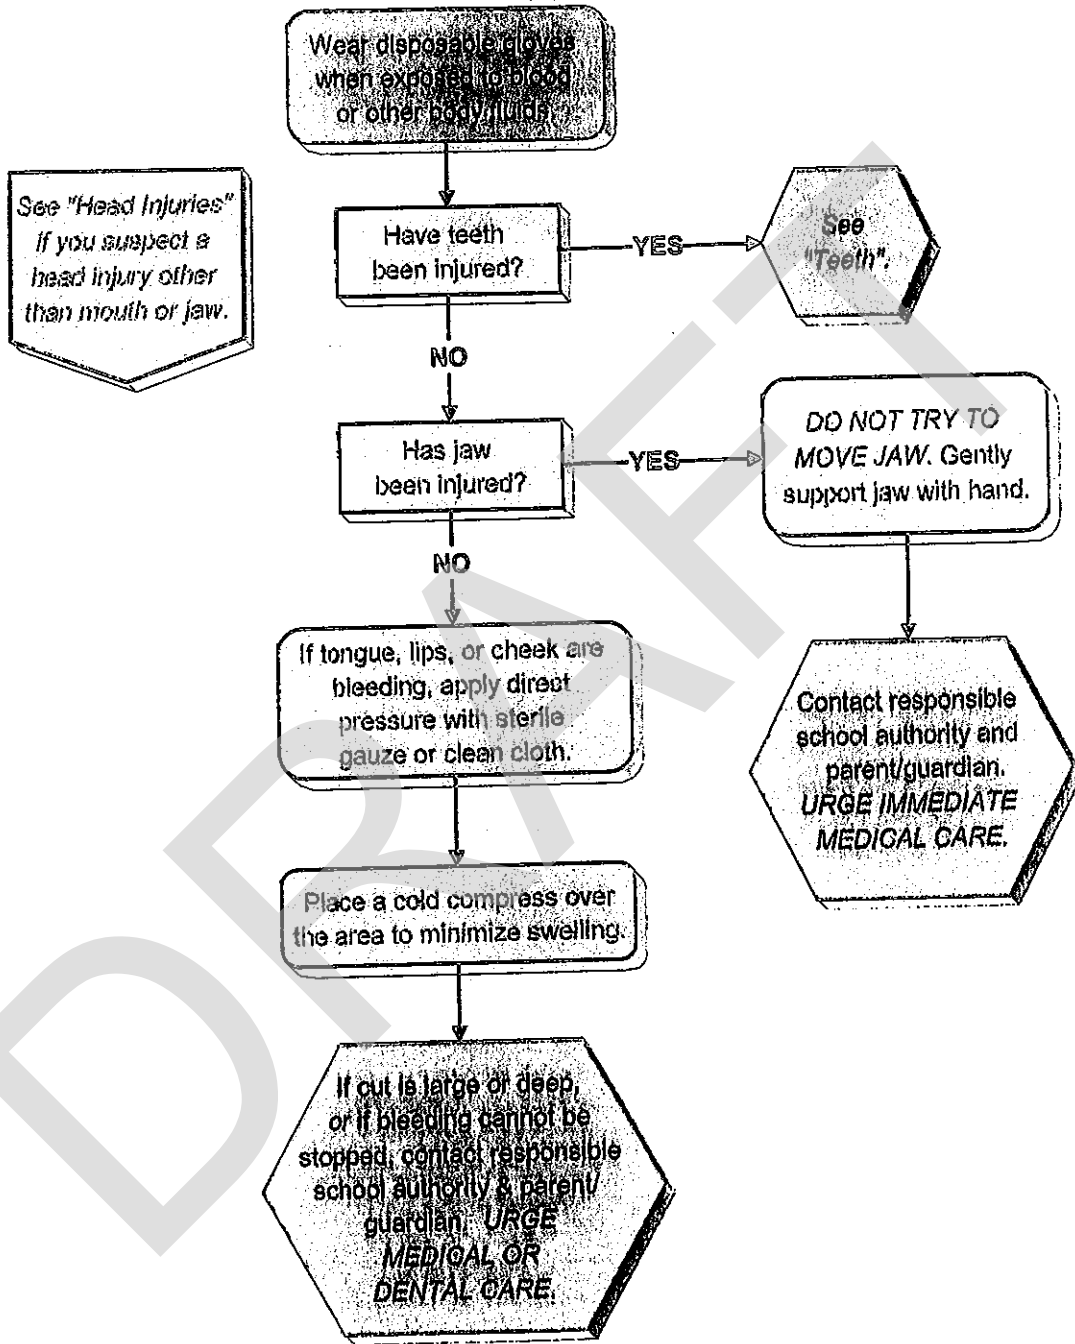 Wear disposable gloves
when exposed to blood
or other body fluids.
See "Head Injuries"
if you suspect a
head injury other
than mouth or jaw.
Have teeth
been injured?
YES
See
"Teeth".
NO
Has jaw
been injured?
YES
DO NOT TRY TO
MOVE JAW. Gently
support jaw with hand.
NO
If tongue, lips, or cheek are
bleeding, apply direct
pressure with sterile
gauze or clean cloth.
Contact responsible
school authority and
parent/guardian.
URGE IMMEDIATE
MEDICAL CARE.
Place a cold compress over
the area to minimize swelling.
If cut is large or deep,
or if bleeding cannot be
stopped, contact responsible
school authority & parent/
guardian. URGE
MEDICAL OR
DENTAL CARE.
DRAFT